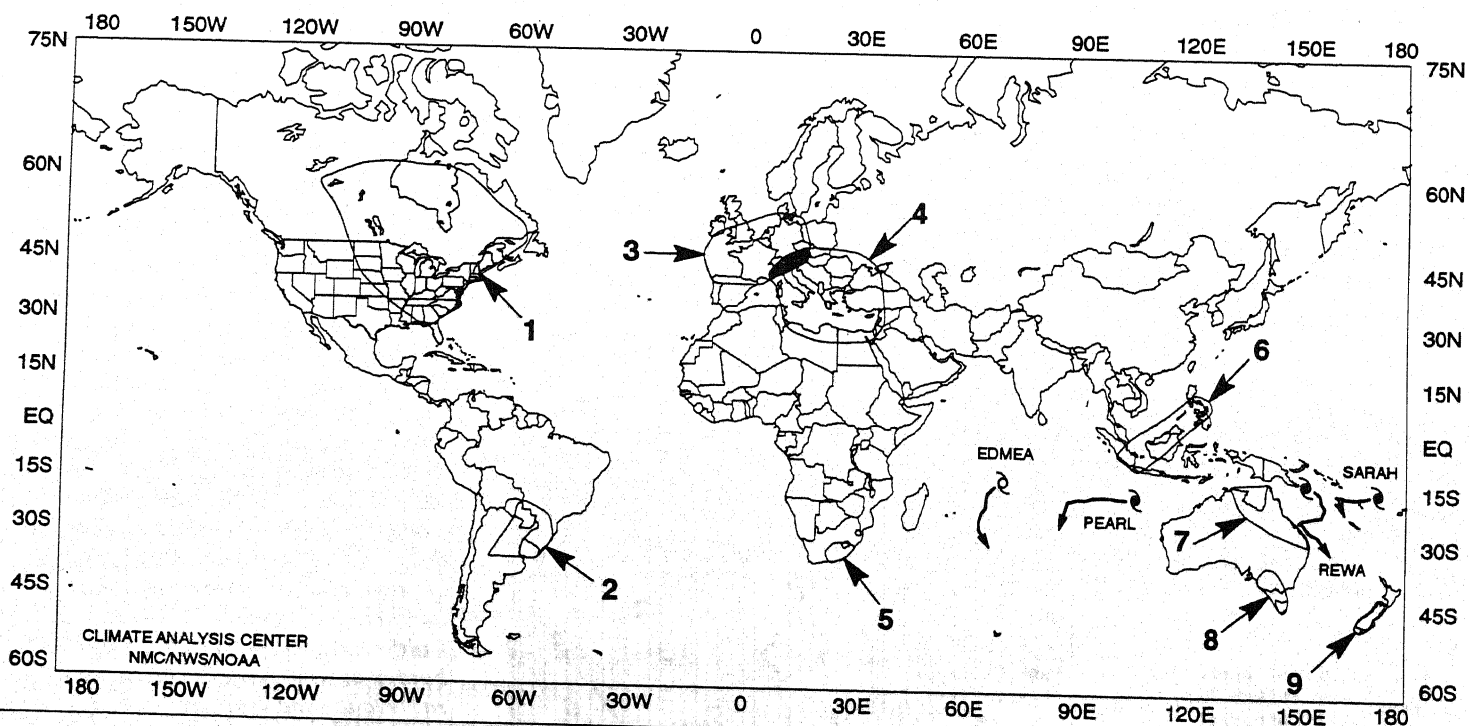 180 150W 120W 90W 60W 30W 0 30E 60E 90E 120E 150E 180
75N 75N
60N 60N
45N 45N
30N 30N
15N 15N
EQ EQ
15S 15S
30S 30S
45S 45S
60S 60S
1
2
3
4
5
6
7
8
9
EDMEA
PEARL
SARAH
REWA
CLIMATE ANALYSIS CENTER
NMC/NWS/NOAA
180 150W 120W 90W 60W 30W 0 30E 60E 90E 120E 150E 180